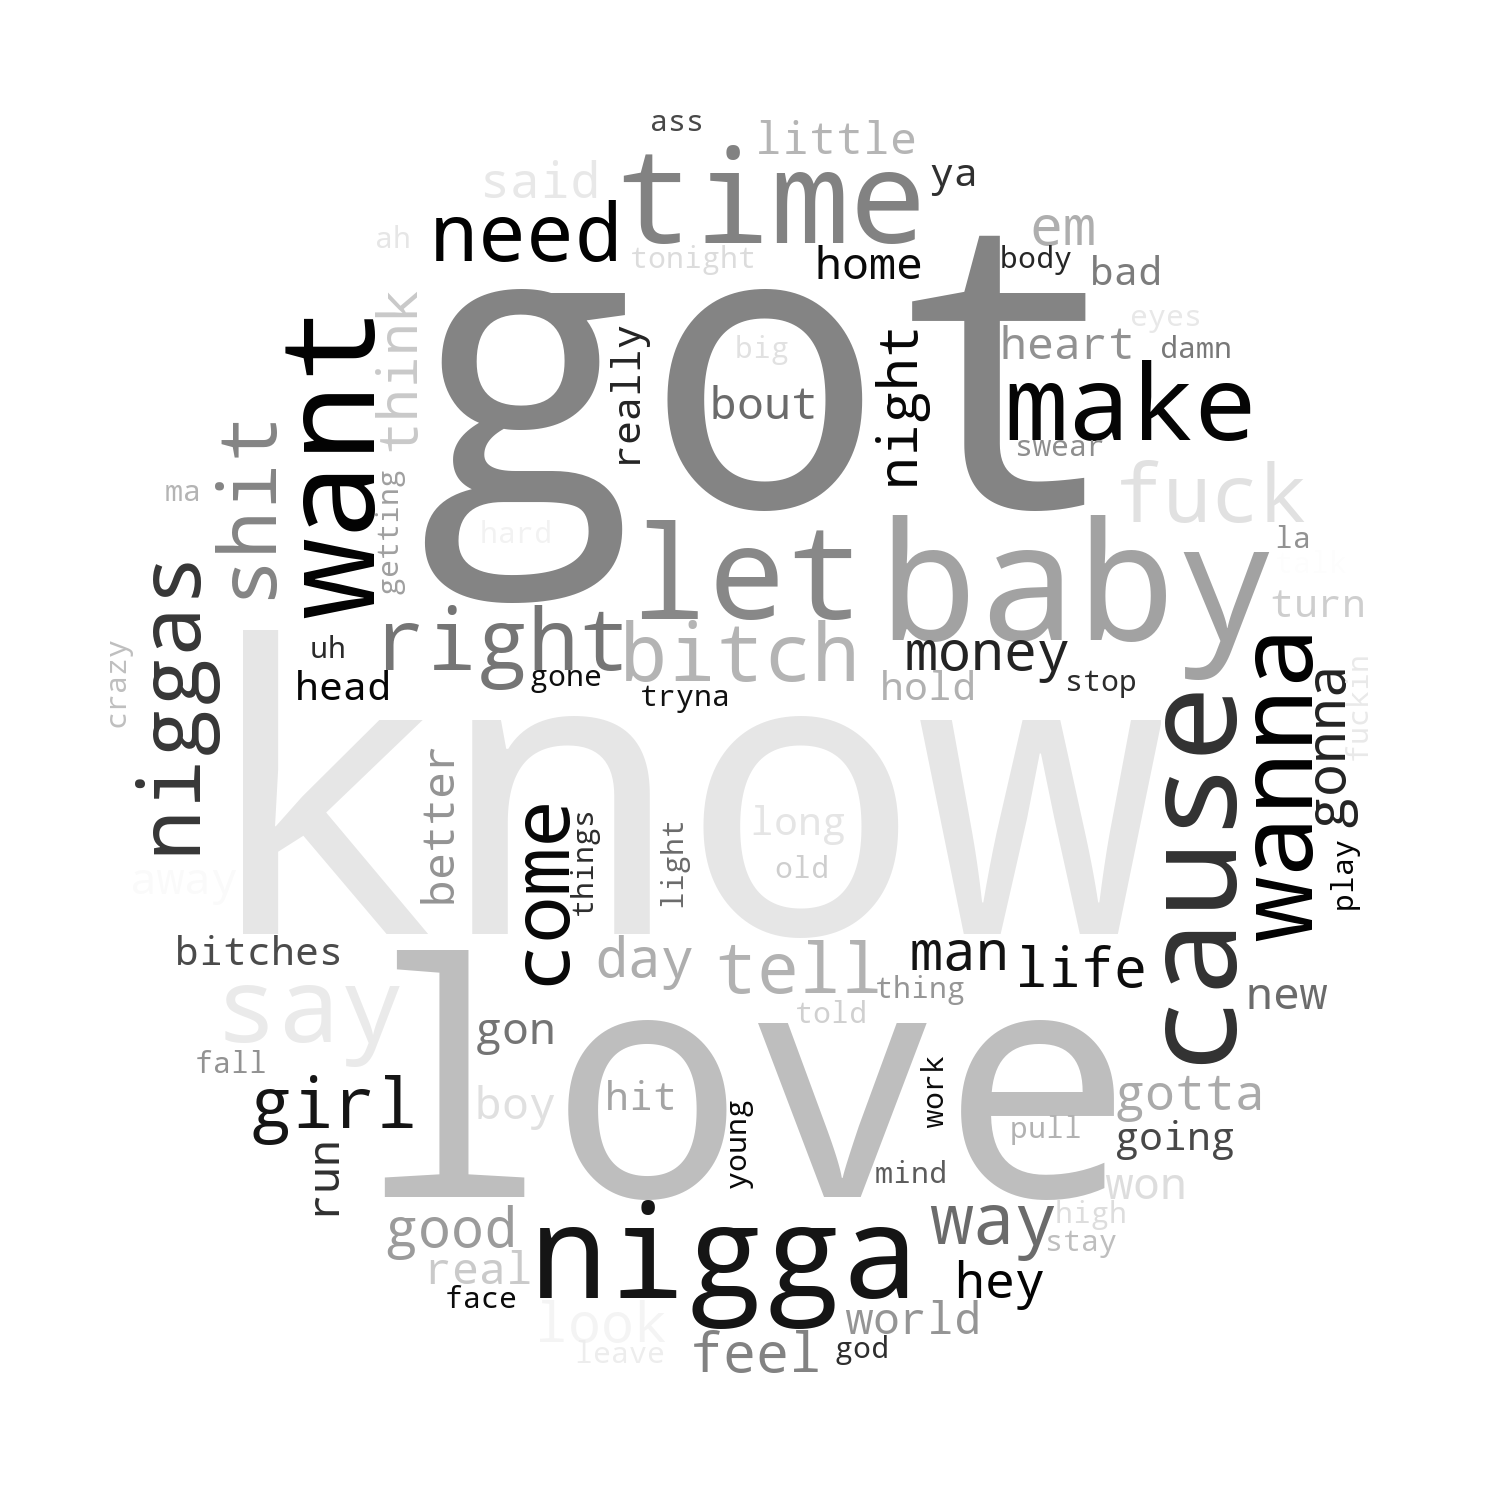 ass
little
time
ya
said
need
em
ah
tonight
home
body
bad
got
want
think
really
big
bout
night
heart
eyes
damn
make
swear
shit
ma
getting
hard
fuck
let
baby
la
turn
niggas
right
bitch
money
uh
gone
hold
stop
head
tryna
crazy
cause
wanna
gonna
fuckin
know
better
come
things
light
long
old
play
away
bitches
day
tell
man
life
thing
new
say
told
love
gon
fall
girl
boy
hit
young
work
pull
gotta
going
run
mind
won
good
nigga
way
high
stay
real
hey
face
look
world
leave
feel
god